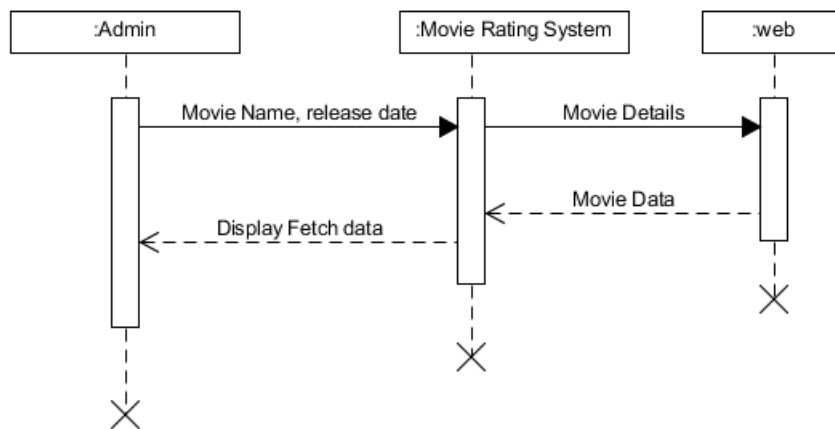 :Admin
:Movie Rating System
:web
Movie Name, release date
Movie Details
Movie Data
Display Fetch data